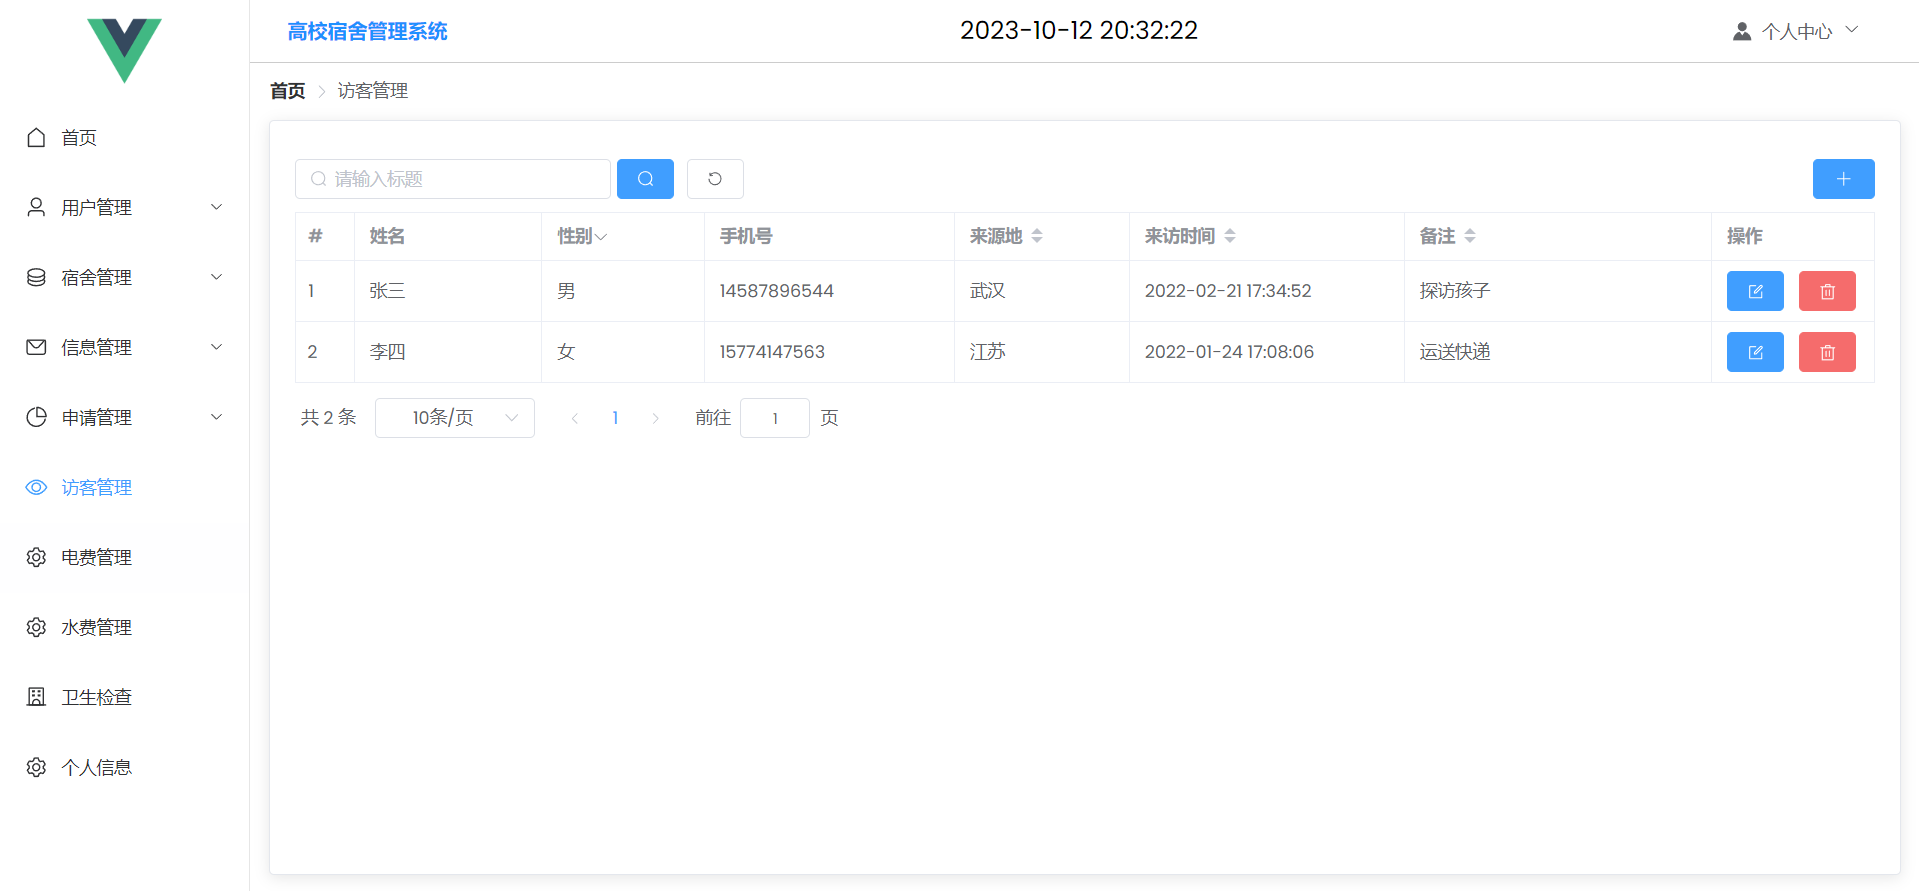 高校宿舍管理系统
2023-10-12 20:32:22
个人中心
首页
用户管理
宿舍管理
信息管理
申请管理
访客管理
电费管理
水费管理
卫生检查
个人信息
首页 访客管理
请输入标题
# 姓名 性别 手机号 来源地 来访时间 备注 操作
1 张三 男 14587896544 武汉 2022-02-21 17:34:52 探访孩子
2 李四 女 15774147563 江苏 2022-01-24 17:08:06 运送快递
共 2 条 10条/页 1 前往 1 页